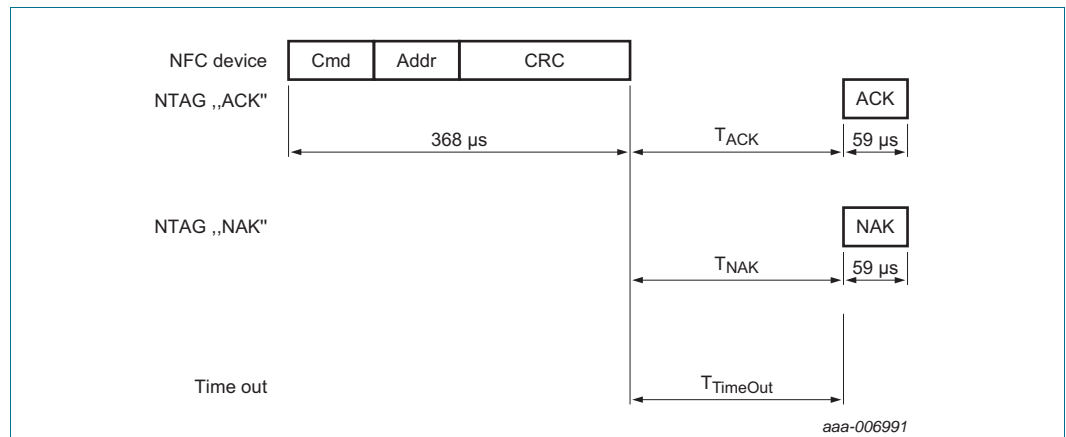 NFC device Cmd Addr CRC
NTAG ,,ACK" ACK
368 µs TACK 59 µs
NTAG ,,NAK" NAK
TNAK 59 µs
Time out TTimeOut
aaa-006991